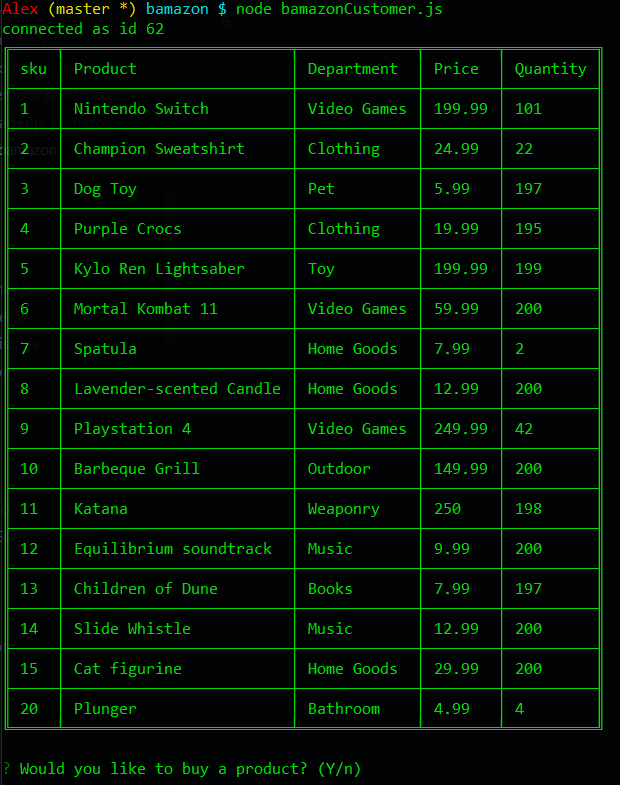 Alex (master *) bamazon $ node bamazonCustomer.js
connected as id 62
sku Product Department Price Quantity
1 Nintendo Switch Video Games 199.99 101
2 Champion Sweatshirt Clothing 24.99 22
3 Dog Toy Pet 5.99 197
4 Purple Crocs Clothing 19.99 195
5 Kylo Ren Lightsaber Toy 199.99 199
6 Mortal Kombat 11 Video Games 59.99 200
7 Spatula Home Goods 7.99 2
8 Lavender-scented Candle Home Goods 12.99 200
9 Playstation 4 Video Games 249.99 42
10 Barbeque Grill Outdoor 149.99 200
11 Katana Weaponry 250 198
12 Equilibrium soundtrack Music 9.99 200
13 Children of Dune Books 7.99 197
14 Slide Whistle Music 12.99 200
15 Cat figurine Home Goods 29.99 200
20 Plunger Bathroom 4.99 4
? Would you like to buy a product? (Y/n)